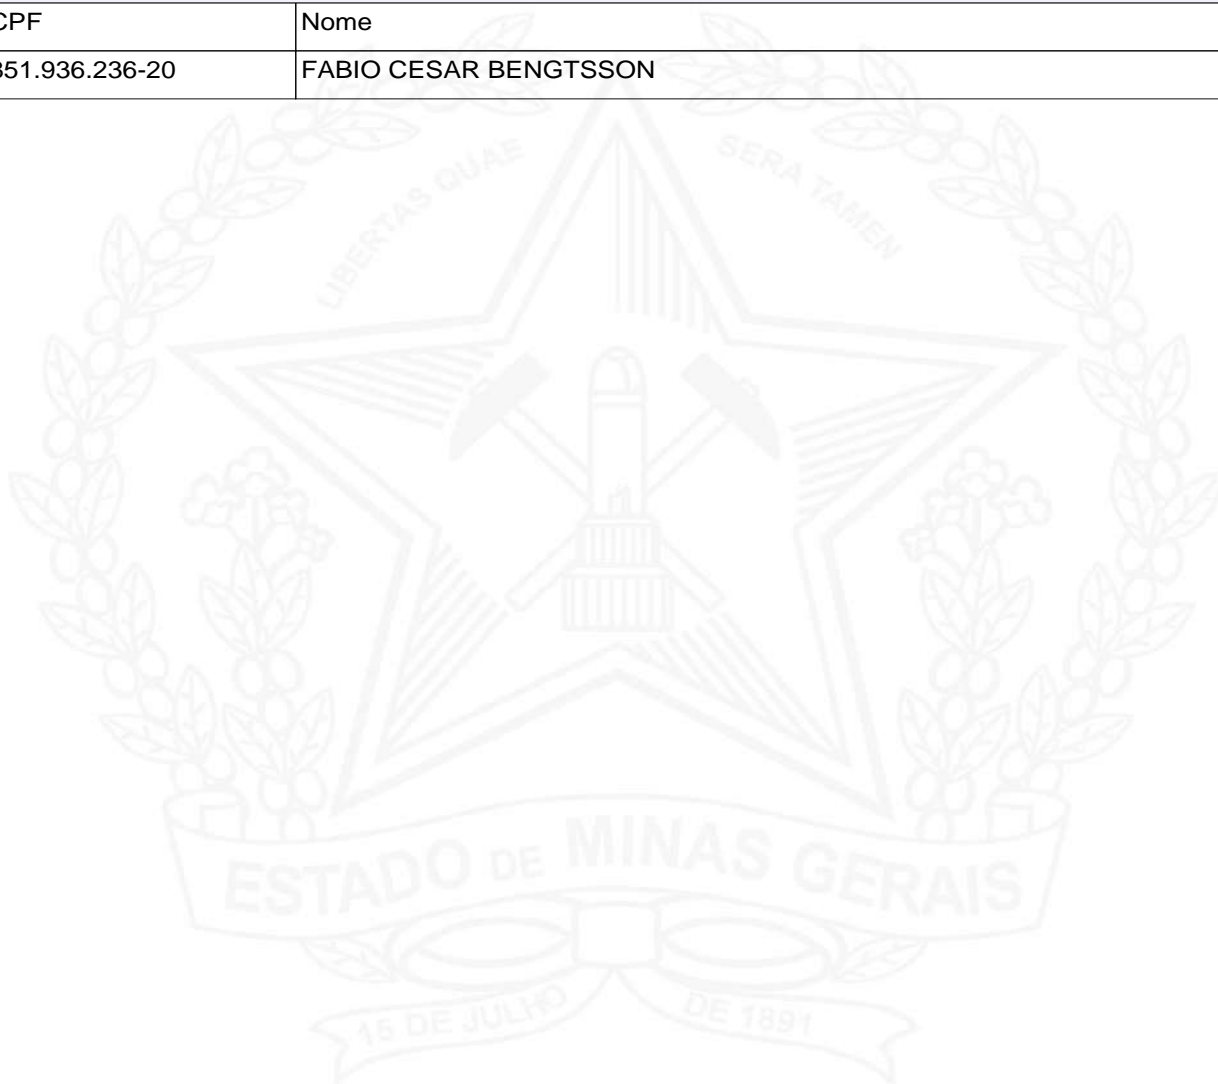 CPF Nome
351.936.236-20 FABIO CESAR BENGTSSON
LIBERTAS QUAE SERA TAMEN
ESTADO DE MINAS GERAIS
15 DE JULHO DE 1891